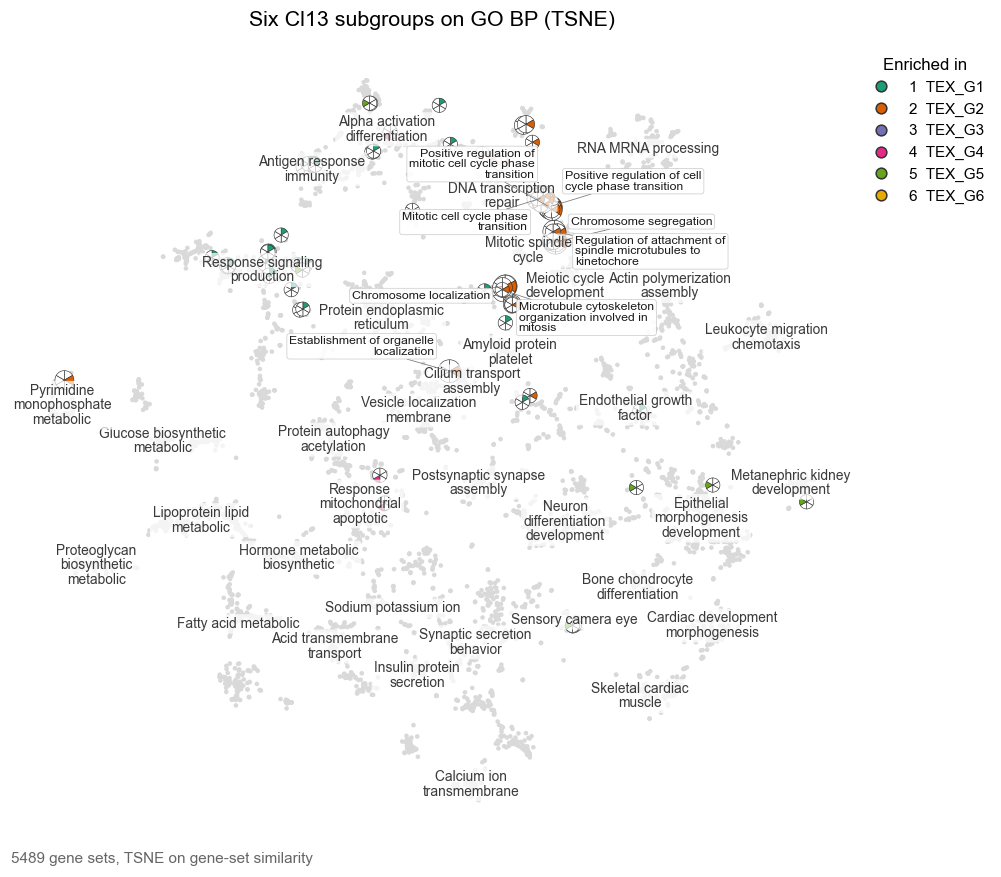 Six Cl13 subgroups on GO BP (TSNE)
Enriched in
1 TEX_G1
2 TEX_G2
3 TEX_G3
4 TEX_G4
5 TEX_G5
6 TEX_G6
Alpha activation
differentiation
Antigen response
immunity
RNA MRNA processing
Positive regulation of
mitotic cell cycle phase
transition
Positive regulation of cell
cycle phase transition
DNA transcription
repair
Mitotic cell cycle phase
transition
Chromosome segregation
Mitotic spindle
cycle
Regulation of attachment of
spindle microtubules to
kinetochore
Response signaling
production
Meiotic cycle
development
Actin polymerization
assembly
Chromosome localization
Microtubule cytoskeleton
organization involved in
mitosis
Protein endoplasmic
reticulum
Leukocyte migration
chemotaxis
Establishment of organelle
localization
Amyloid protein
platelet
Cilium transport
assembly
Pyrimidine
monophosphate
metabolic
Vesicle localization
membrane
Endothelial growth
factor
Glucose biosynthetic
metabolic
Protein autophagy
acetylation
Postsynaptic synapse
assembly
Metanephric kidney
development
Response
mitochondrial
apoptotic
Neuron
differentiation
development
Epithelial
morphogenesis
development
Lipoprotein lipid
metabolic
Proteoglycan
biosynthetic
metabolic
Hormone metabolic
biosynthetic
Bone chondrocyte
differentiation
Sodium potassium ion
Fatty acid metabolic
Sensory camera eye
Cardiac development
morphogenesis
Acid transmembrane
transport
Synaptic secretion
behavior
Insulin protein
secretion
Skeletal cardiac
muscle
Calcium ion
transmembrane
5489 gene sets, TSNE on gene-set similarity